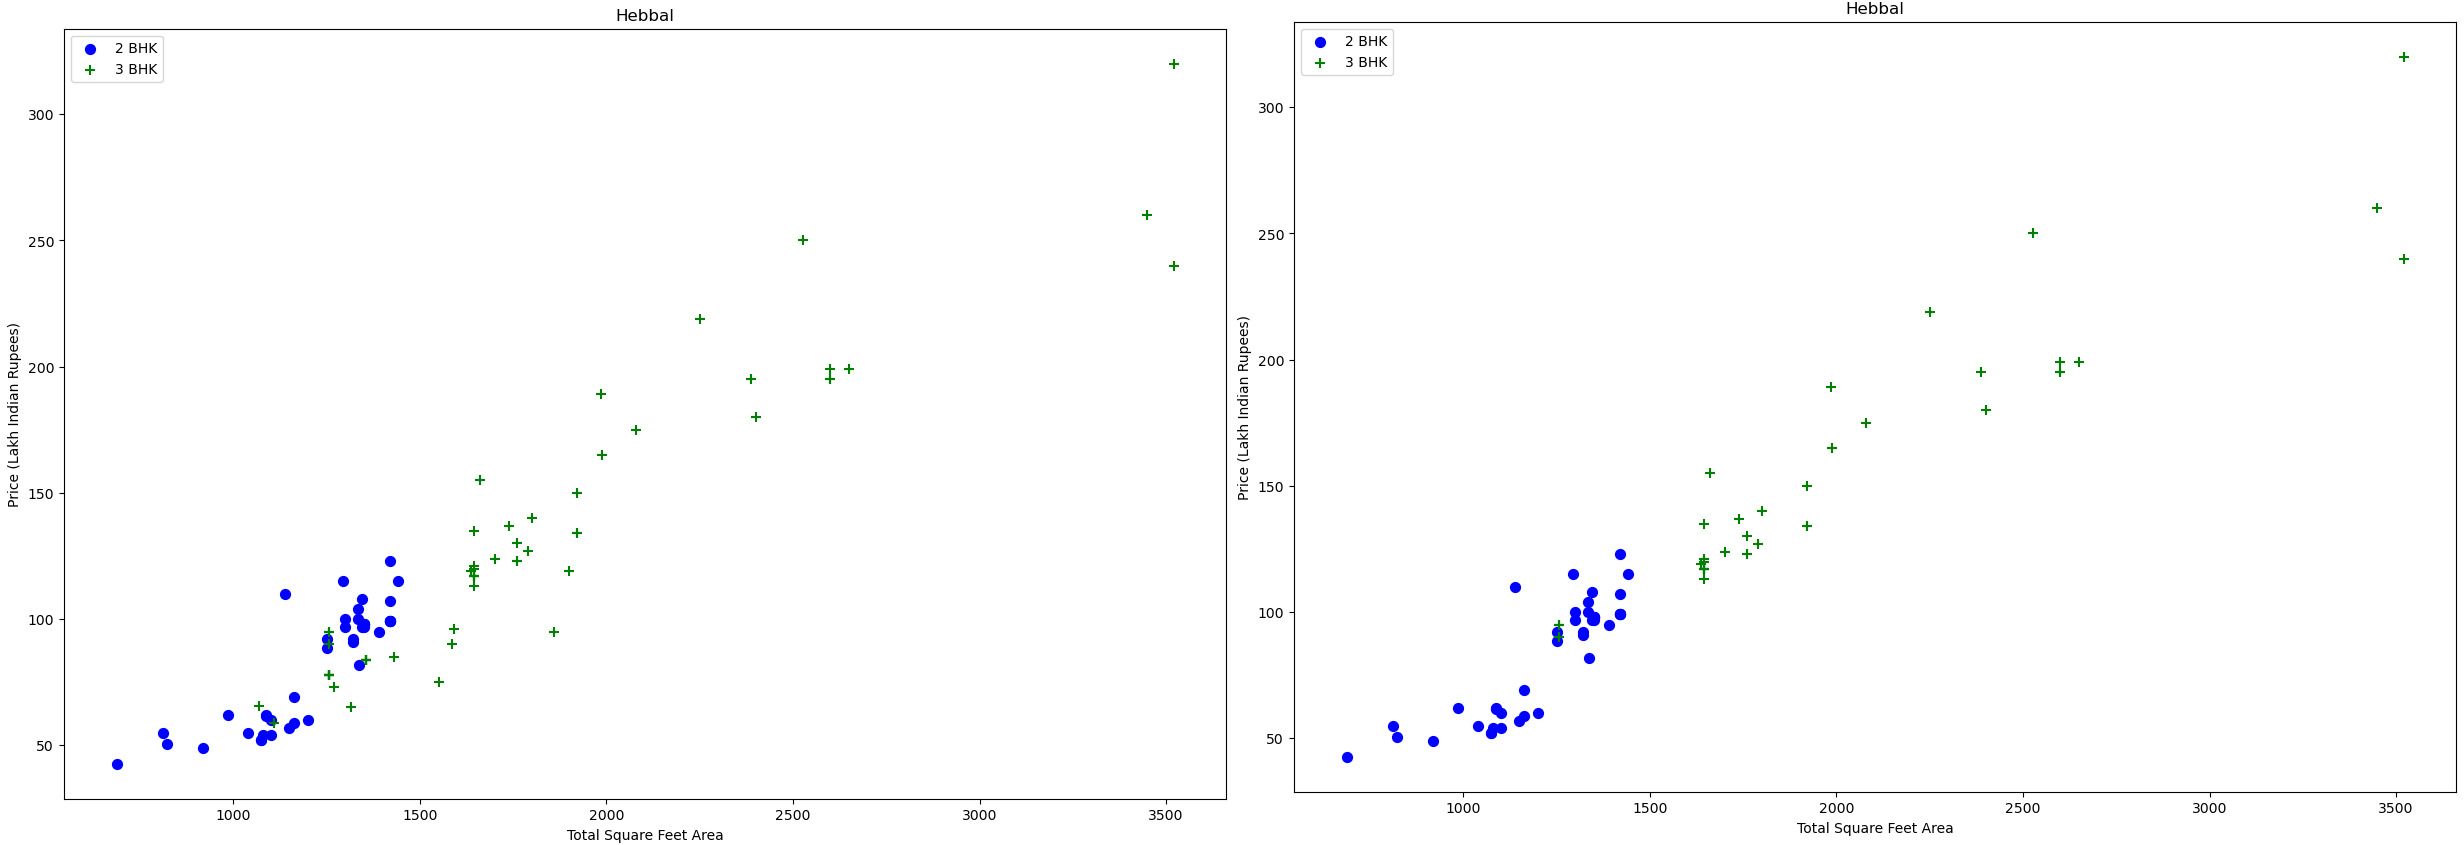 Hebbal
2 BHK
3 BHK
Price (Lakh Indian Rupees)
300
250
200
150
100
50
1000 1500 2000 2500 3000 3500
Total Square Feet Area
Hebbal
2 BHK
3 BHK
Price (Lakh Indian Rupees)
300
250
200
150
100
50
1000 1500 2000 2500 3000 3500
Total Square Feet Area